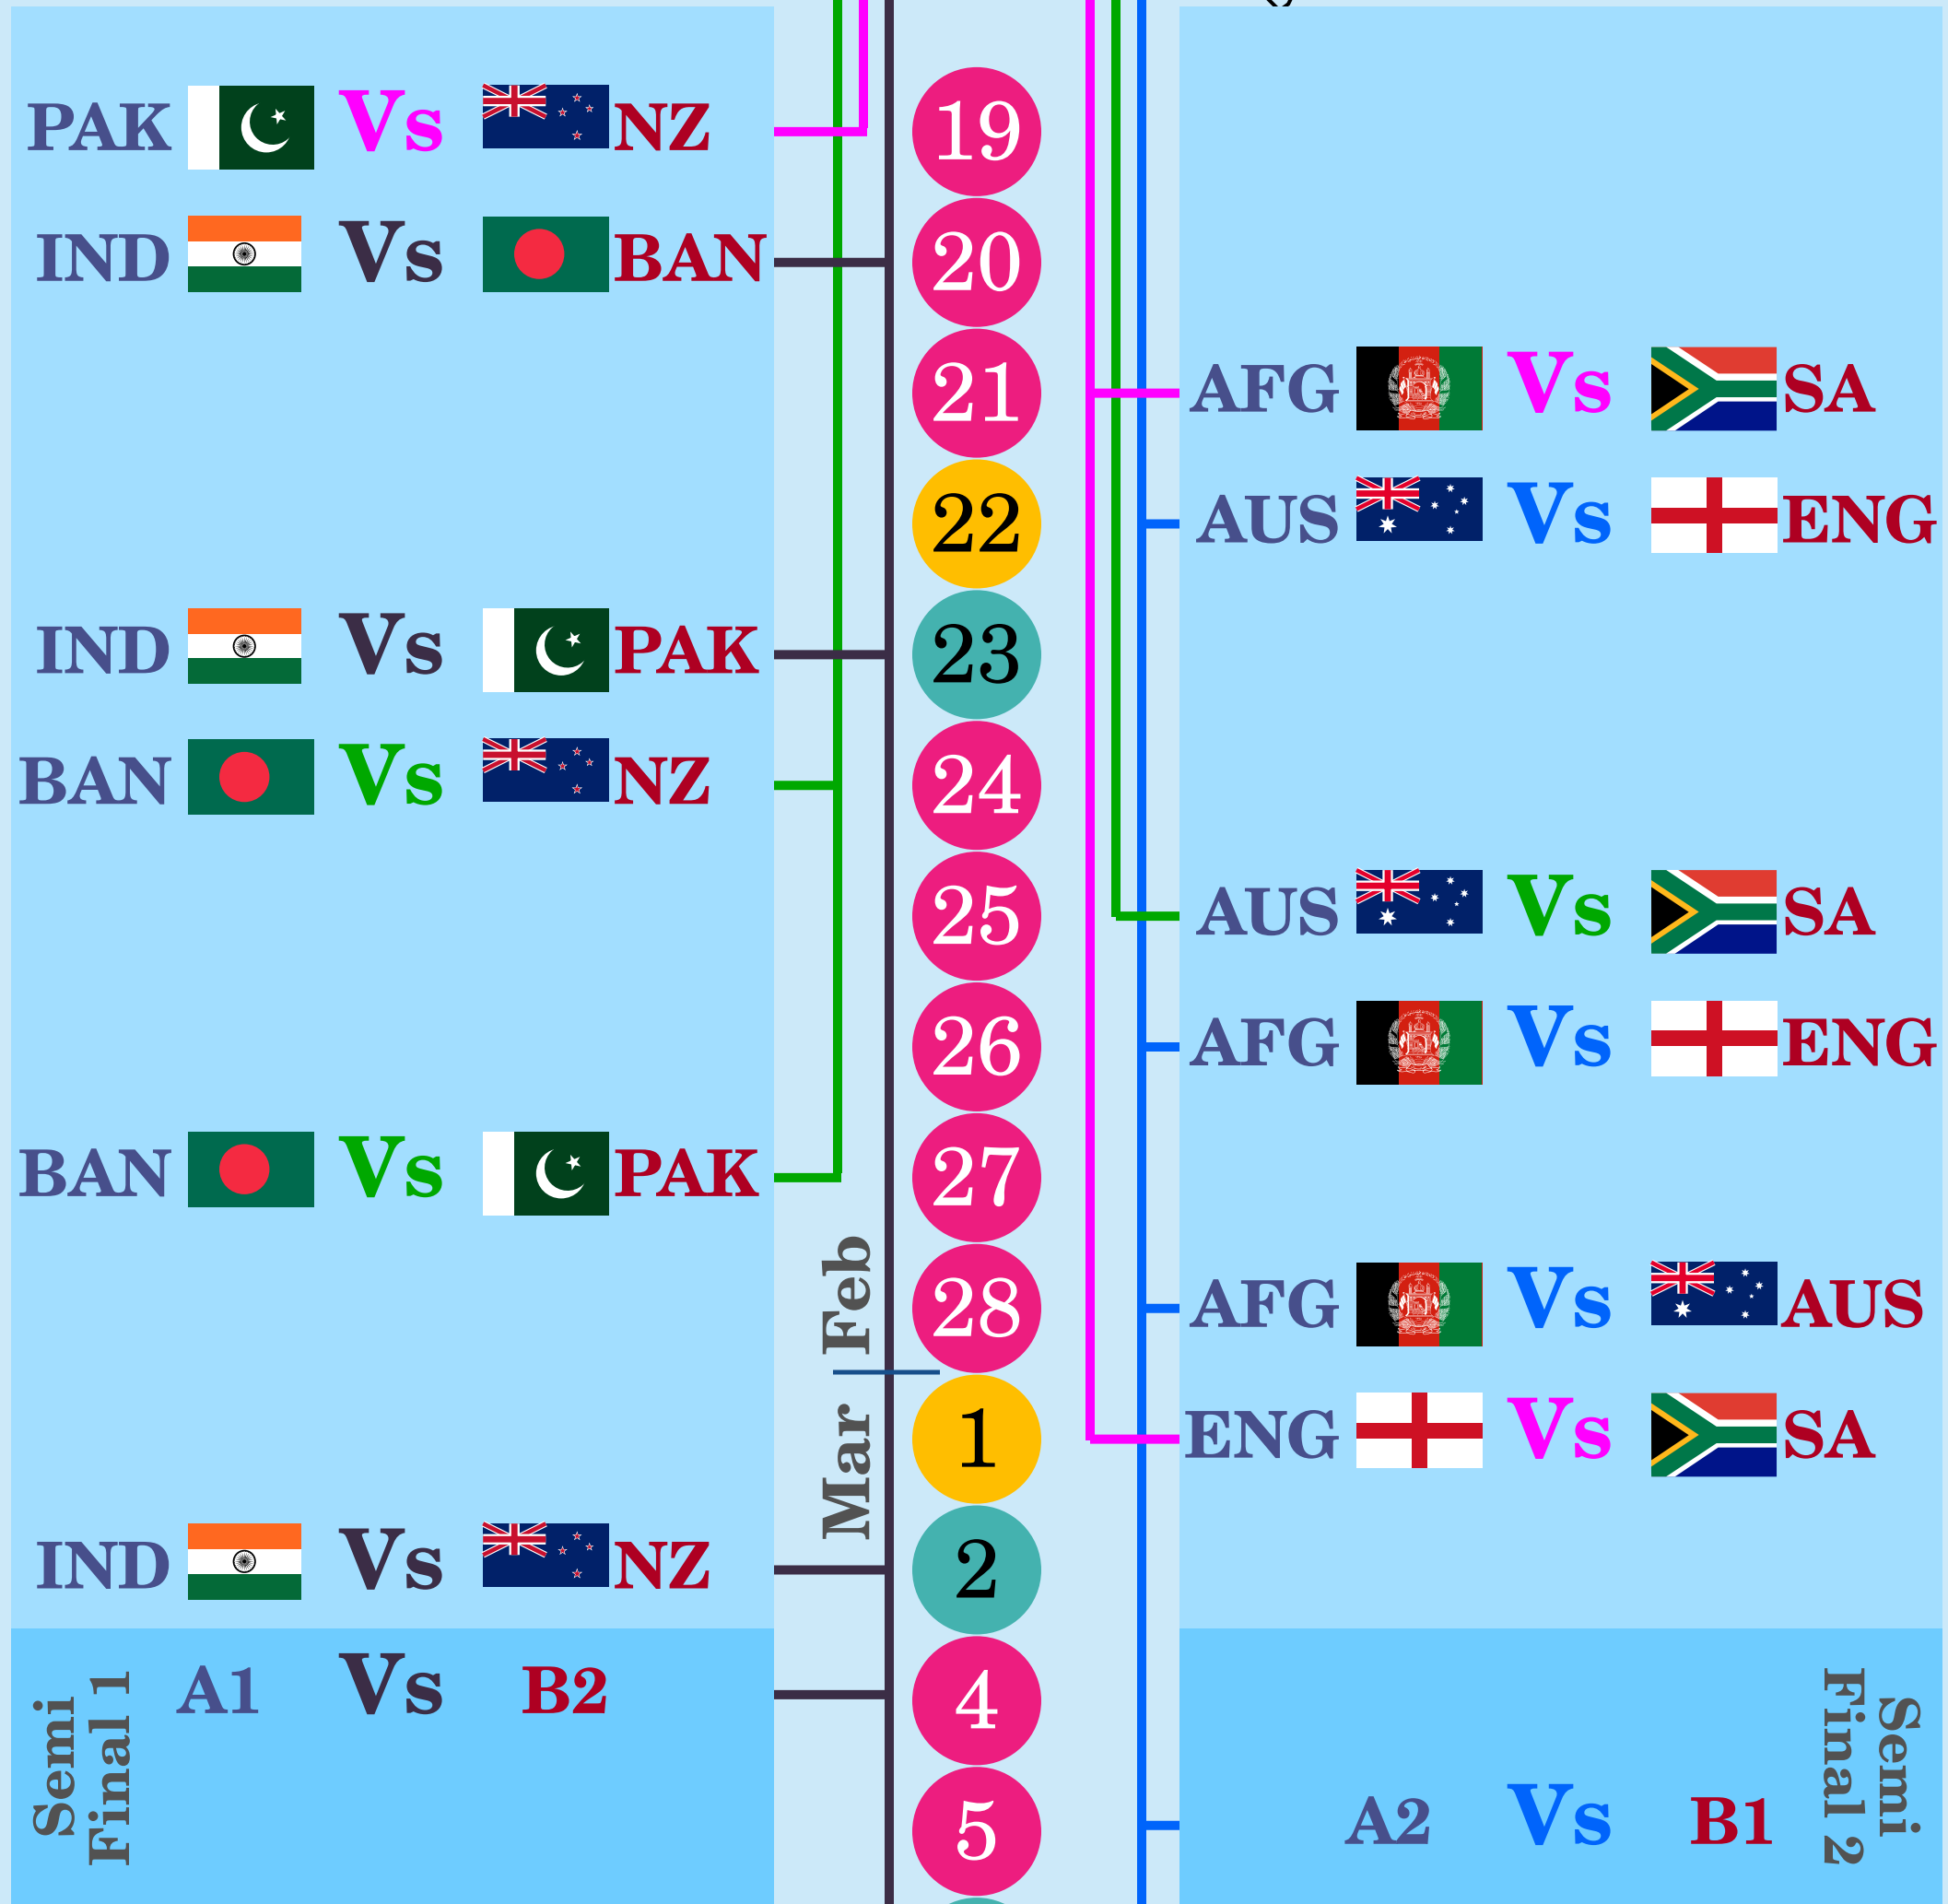 PAK Vs NZ 19
IND Vs BAN 20
21 AFG Vs SA
22 AUS Vs ENG
IND Vs PAK 23
BAN Vs NZ 24
25 AUS Vs SA
26 AFG Vs ENG
BAN Vs PAK 27
Feb
28 AFG Vs AUS
Mar
1 ENG Vs SA
IND Vs NZ 2
Semi
Final 1
A1 Vs B2 4
5 A2 Vs B1
Semi
Final 2